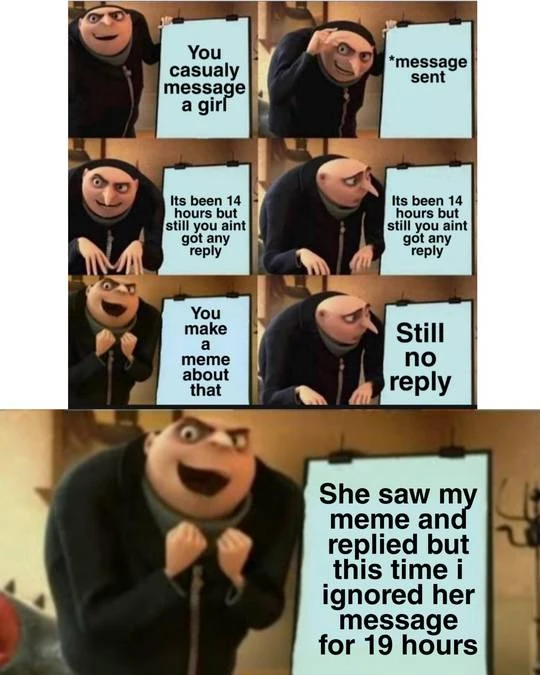 You
casualy
message
a girl
*message
sent
Its been 14
hours but
still you aint
got any
reply
Its been 14
hours but
still you aint
got any
reply
You
make
a
meme
about
that
Still
no
reply
She saw my
meme and
replied but
this time i
ignored her
message
for 19 hours